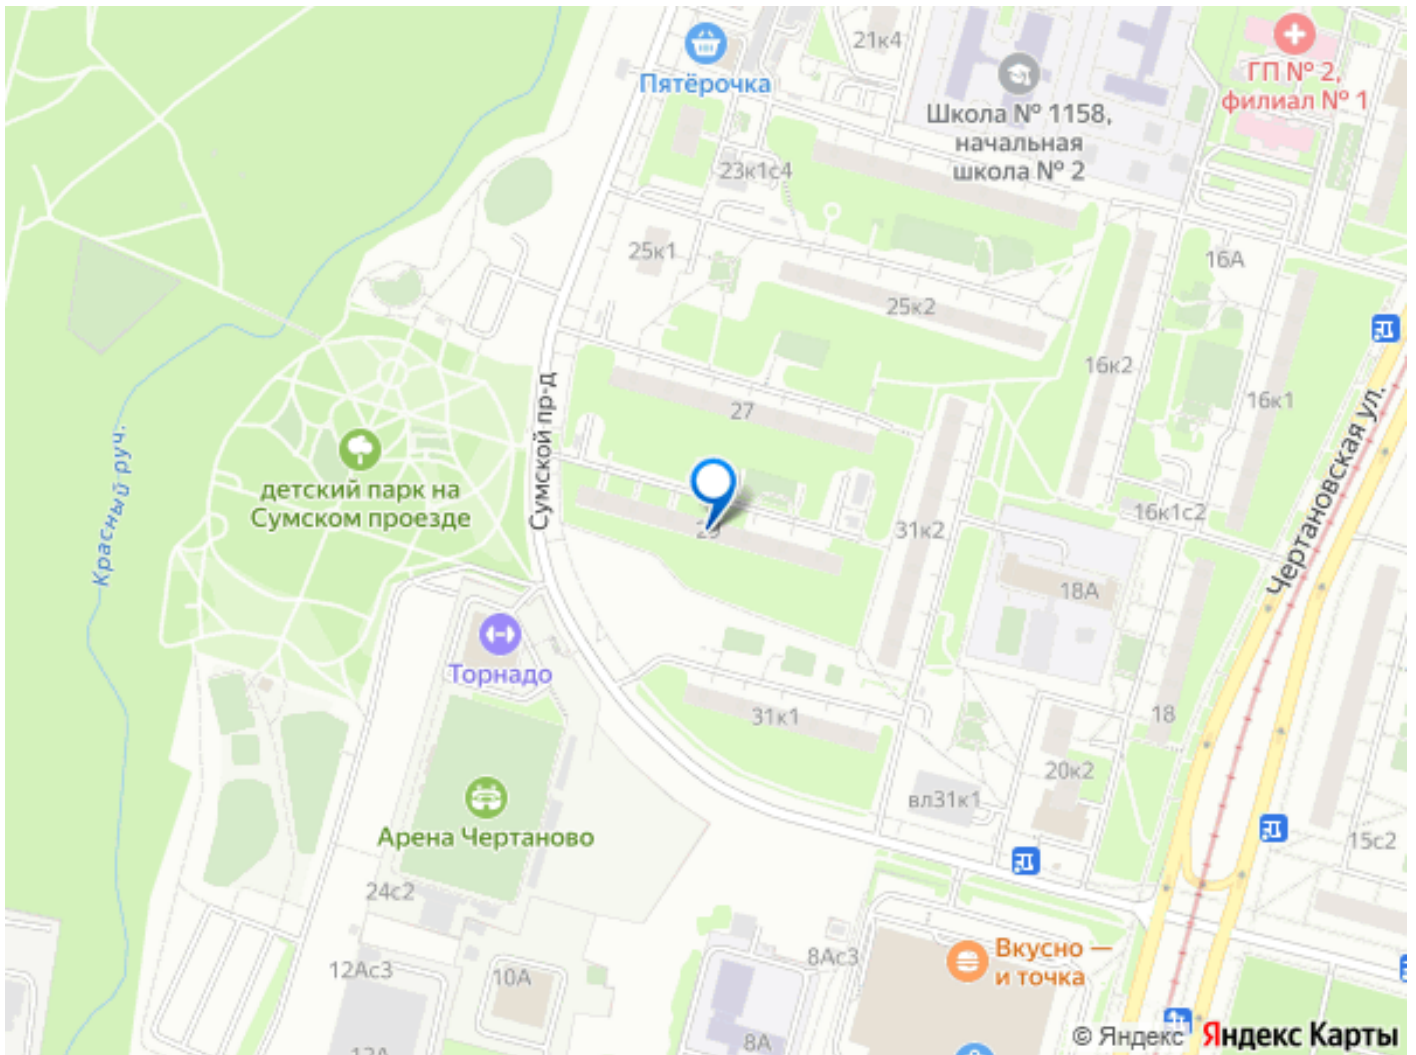 21к4
ГП № 2,
филиал № 1
Пятёрочка
Школа № 1158,
начальная
школа № 2
23к1с4
25к1
16А
25к2
16к2
16к1
27
Сумской пр-д
Красный руч.
детский парк на
Сумском проезде
Чертановская ул.
31к2
16к1с2
18А
Торнадо
31к1
18
20к2
вл31к1
Арена Чертаново
15с2
24с2
Вкусно —
и точка
8Ас3
12Ас3
10А
8А
© Яндекс Яндекс Карты